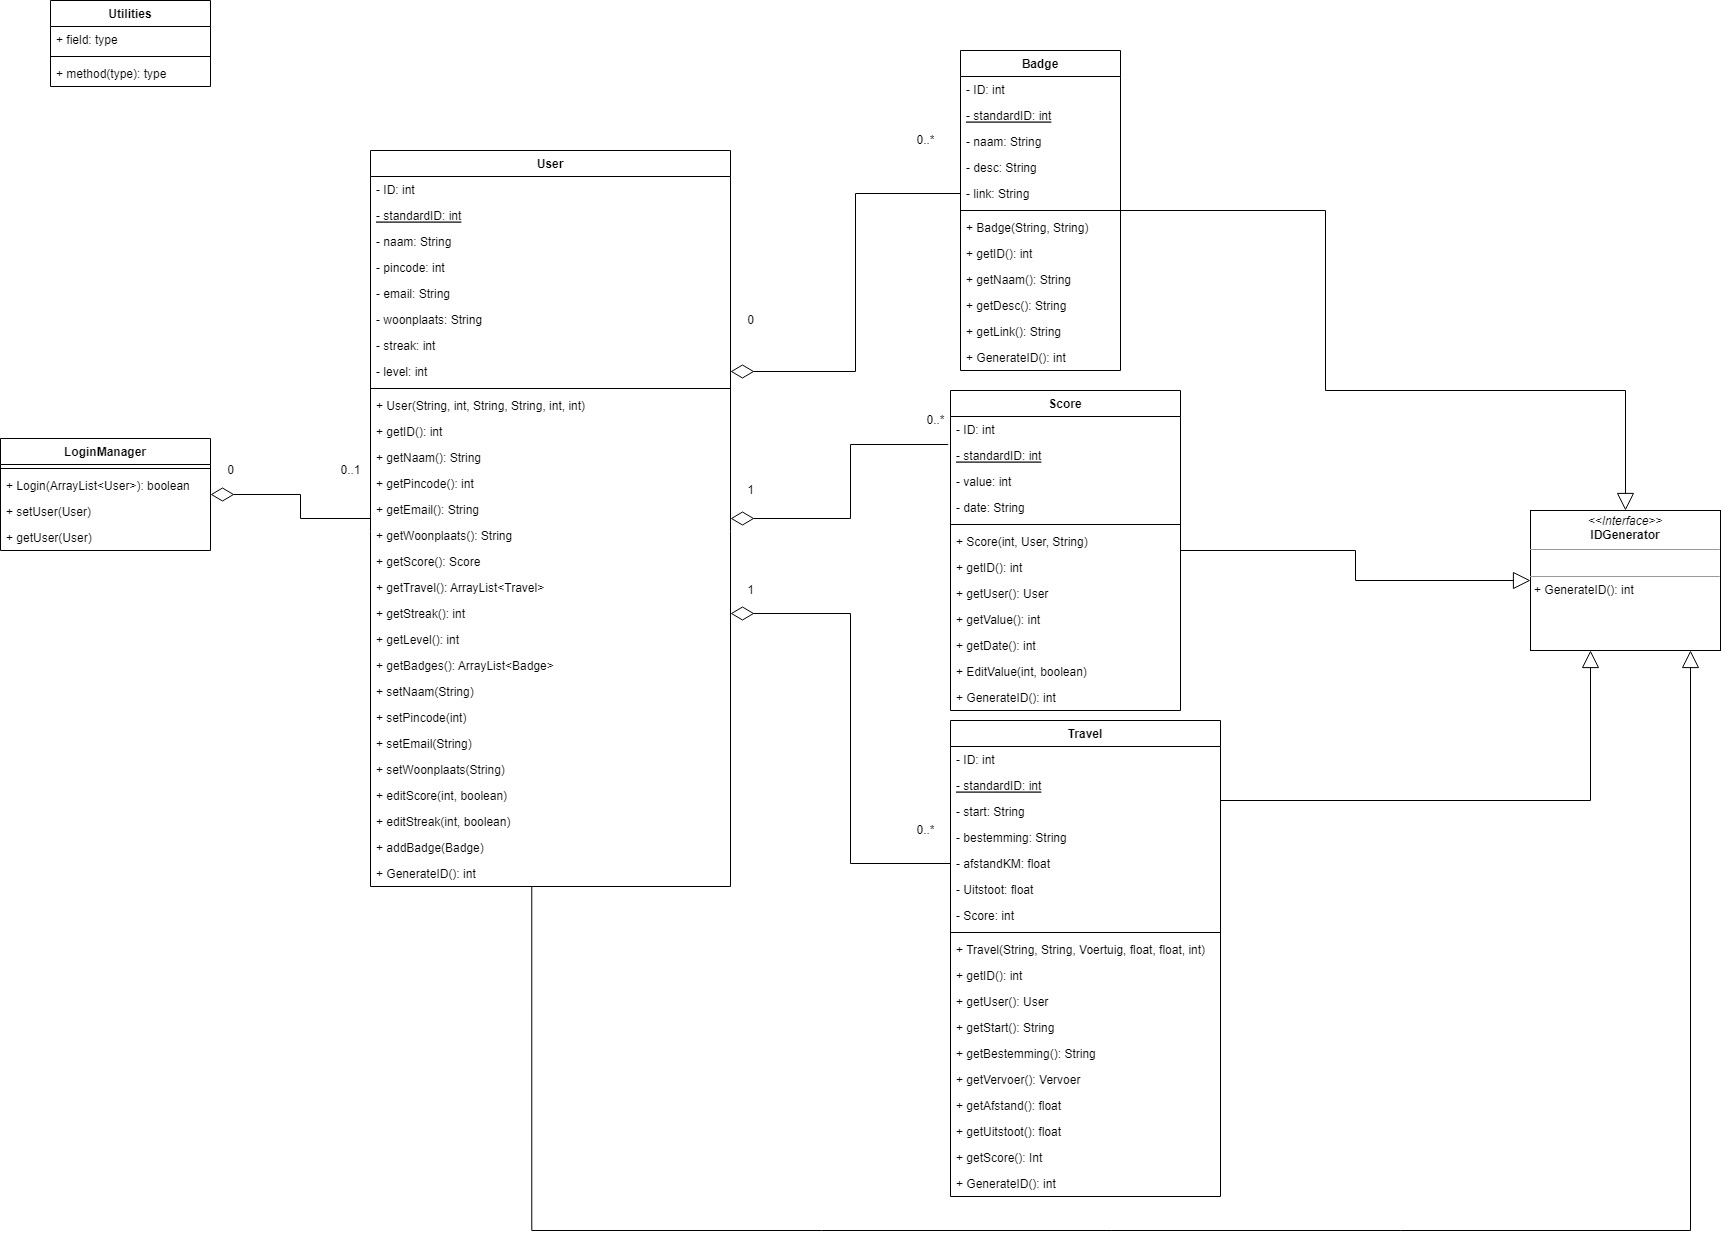 Utilities
+ field: type
+ method(type): type
LoginManager
+ Login(ArrayList<User>): boolean
+ setUser(User)
+ getUser(User)
0
0..1
User
- ID: int
- standardID: int
- naam: String
- pincode: int
- email: String
- woonplaats: String
- streak: int
- level: int
+ User(String, int, String, String, int, int)
+ getID(): int
+ getNaam(): String
+ getPincode(): int
+ getEmail(): String
+ getWoonplaats(): String
+ getScore(): Score
+ getTravel(): ArrayList<Travel>
+ getStreak(): int
+ getLevel(): int
+ getBadges(): ArrayList<Badge>
+ setNaam(String)
+ setPincode(int)
+ setEmail(String)
+ setWoonplaats(String)
+ editScore(int, boolean)
+ editStreak(int, boolean)
+ addBadge(Badge)
+ GenerateID(): int
0
0..*
1
0..*
1
0..*
Badge
- ID: int
- standardID: int
- naam: String
- desc: String
- link: String
+ Badge(String, String)
+ getID(): int
+ getNaam(): String
+ getDesc(): String
+ getLink(): String
+ GenerateID(): int
Score
- ID: int
- standardID: int
- value: int
- date: String
+ Score(int, User, String)
+ getID(): int
+ getUser(): User
+ getValue(): int
+ getDate(): int
+ EditValue(int, boolean)
+ GenerateID(): int
Travel
- ID: int
- standardID: int
- start: String
- bestemming: String
- afstandKM: float
- Uitstoot: float
- Score: int
+ Travel(String, String, Voertuig, float, float, int)
+ getID(): int
+ getUser(): User
+ getStart(): String
+ getBestemming(): String
+ getVervoer(): Vervoer
+ getAfstand(): float
+ getUitstoot(): float
+ getScore(): Int
+ GenerateID(): int
<<Interface>>
IDGenerator
+ GenerateID(): int